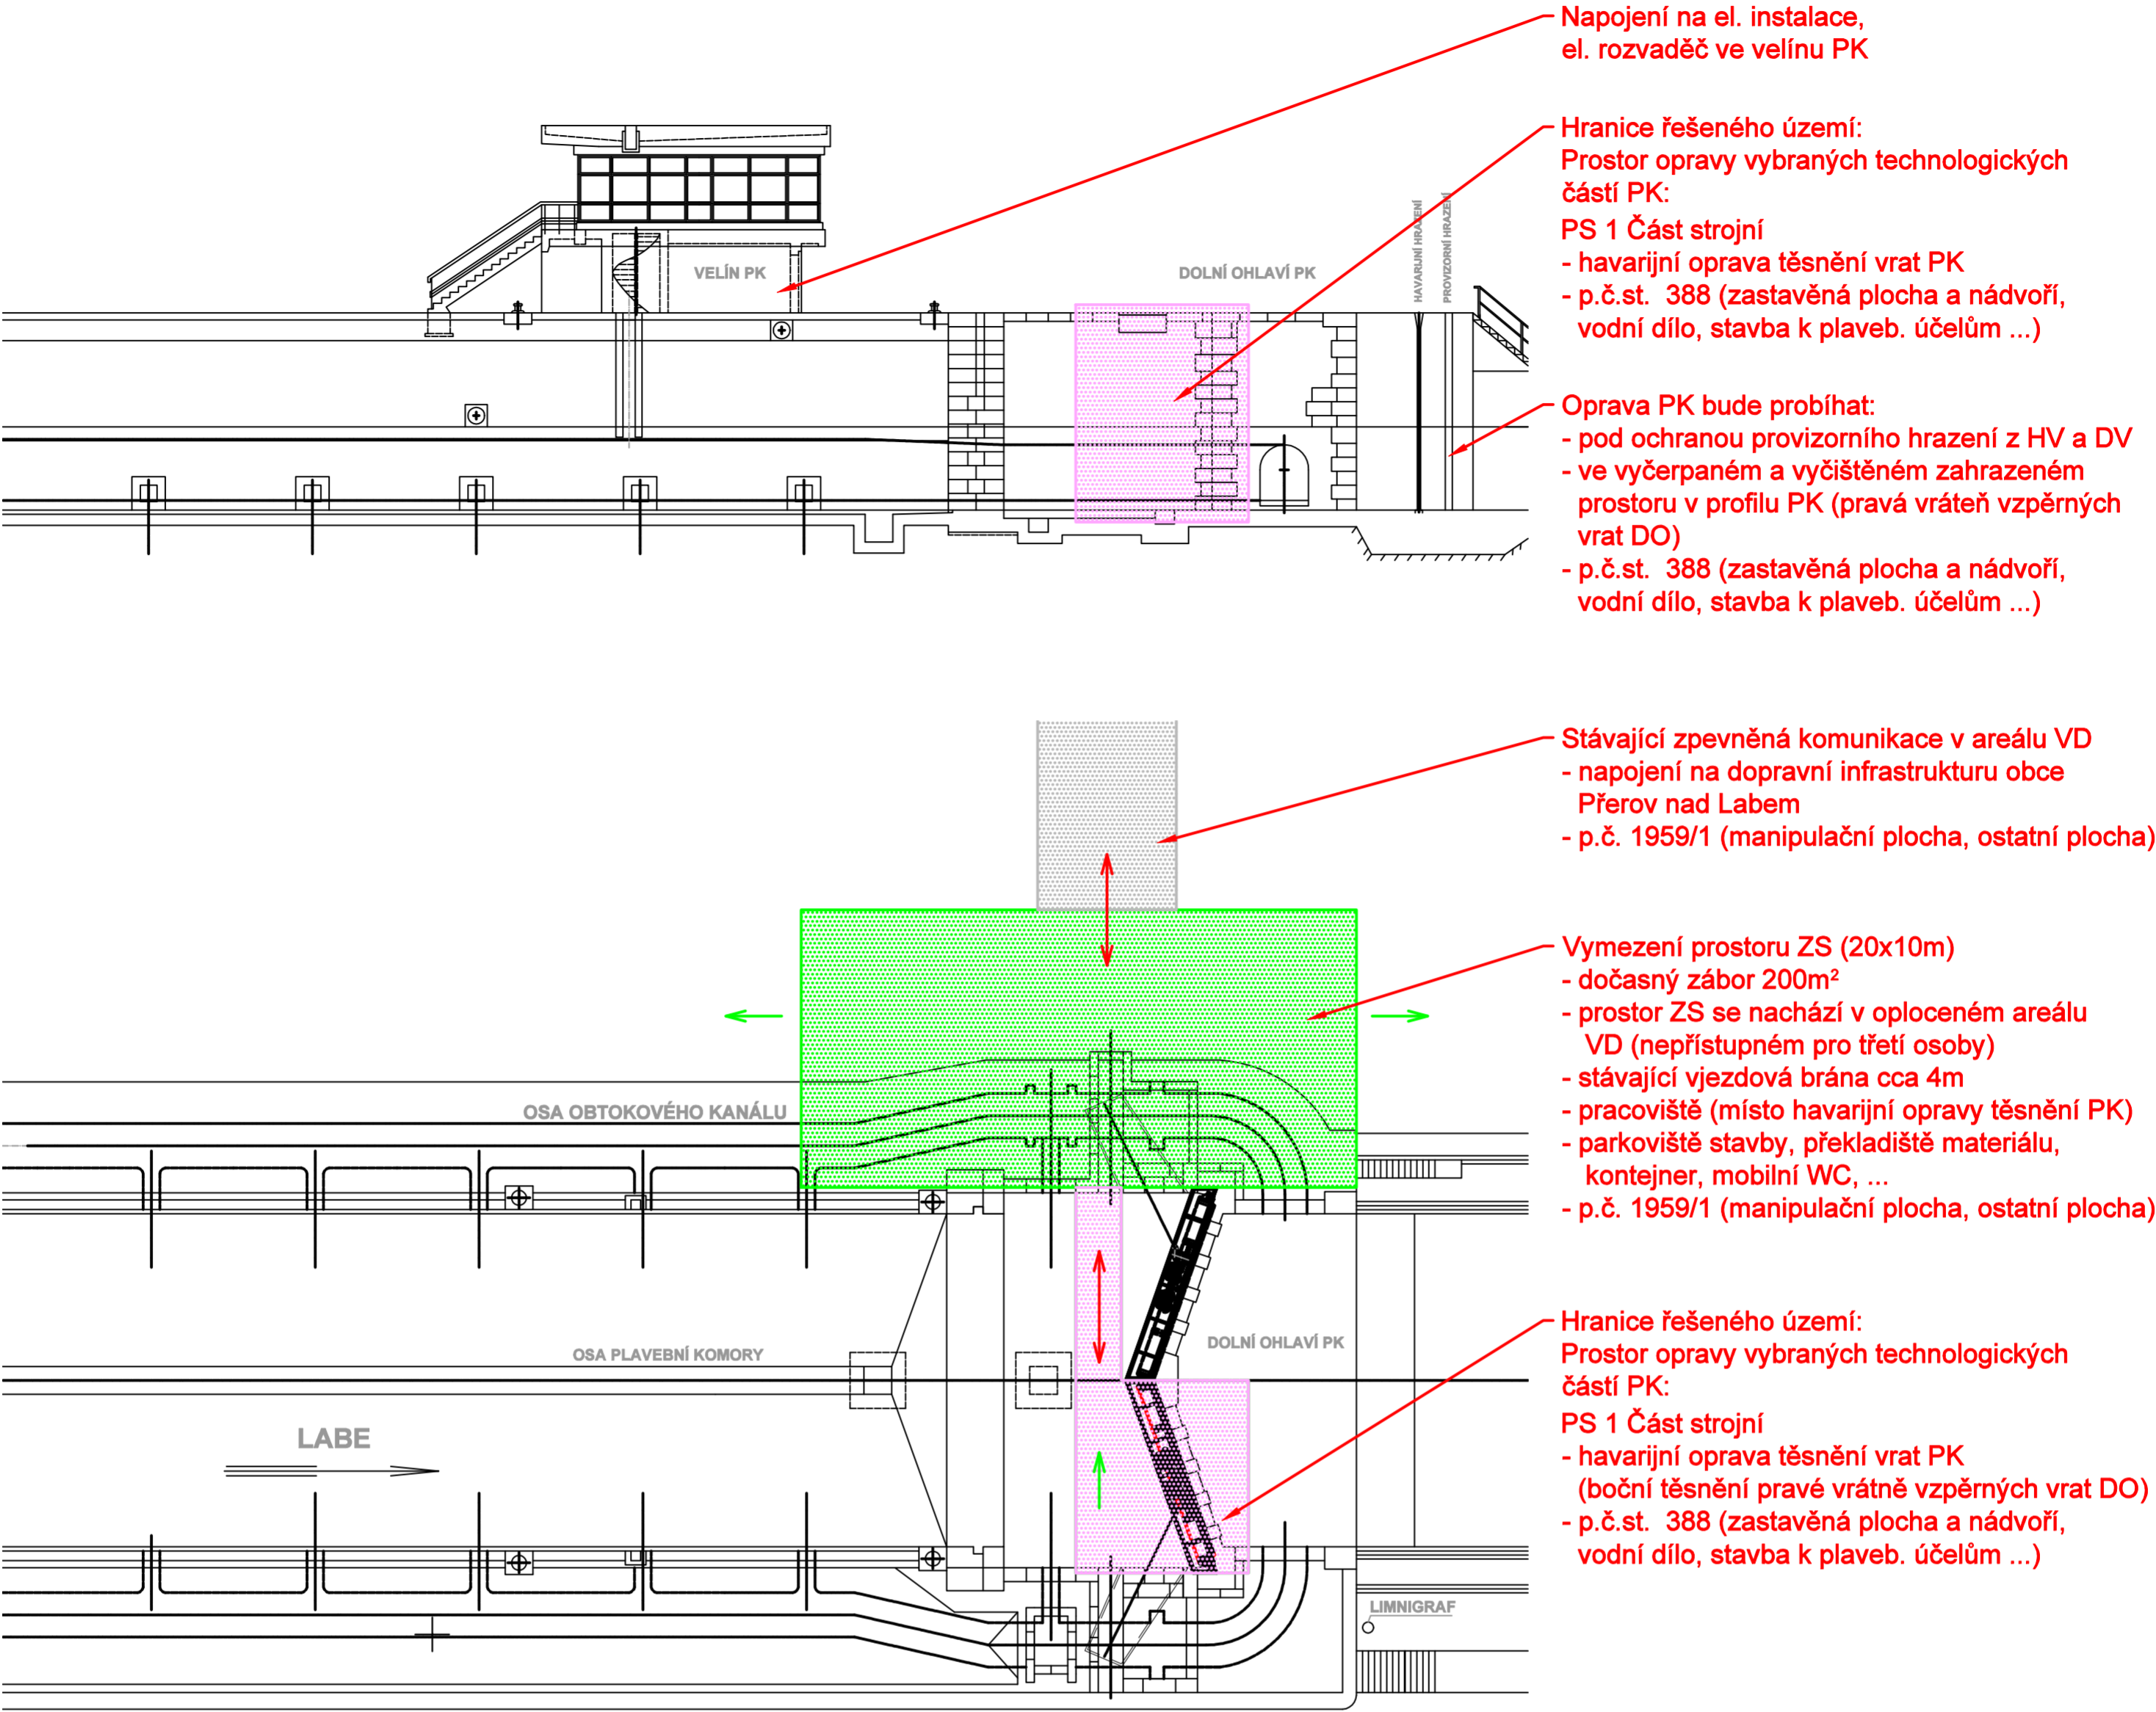 Napojení na el. instalace,
el. rozvaděč ve velínu PK
Hranice řešeného území:
Prostor opravy vybraných technologických
částí PK:
PS 1 Část strojní
- havarijní oprava těsnění vrat PK
- p.č.st.  388 (zastavěná plocha a nádvoří,
vodní dílo, stavba k plaveb. účelům ...)
VELÍN PK
DOLNÍ OHLAVÍ PK
HAVARIJNÍ HRAZENÍ
PROVIZORNÍ HRAZENÍ
Oprava PK bude probíhat:
- pod ochranou provizorního hrazení z HV a DV
- ve vyčerpaném a vyčištěném zahrazeném
prostoru v profilu PK (pravá vráteň vzpěrných
vrat DO)
- p.č.st.  388 (zastavěná plocha a nádvoří,
vodní dílo, stavba k plaveb. účelům ...)
Stávající zpevněná komunikace v areálu VD
- napojení na dopravní infrastrukturu obce
Přerov nad Labem
- p.č. 1959/1 (manipulační plocha, ostatní plocha)
Vymezení prostoru ZS (20x10m)
- dočasný zábor 200m²
- prostor ZS se nachází v oploceném areálu
VD (nepřístupném pro třetí osoby)
- stávající vjezdová brána cca 4m
- pracoviště (místo havarijní opravy těsnění PK)
- parkoviště stavby, překladiště materiálu,
kontejner, mobilní WC, ...
- p.č. 1959/1 (manipulační plocha, ostatní plocha)
OSA OBTOKOVÉHO KANÁLU
OSA PLAVEBNÍ KOMORY
DOLNÍ OHLAVÍ PK
LABE
Hranice řešeného území:
Prostor opravy vybraných technologických
částí PK:
PS 1 Část strojní
- havarijní oprava těsnění vrat PK
(boční těsnění pravé vrátně vzpěrných vrat DO)
- p.č.st.  388 (zastavěná plocha a nádvoří,
vodní dílo, stavba k plaveb. účelům ...)
LIMNIGRAF